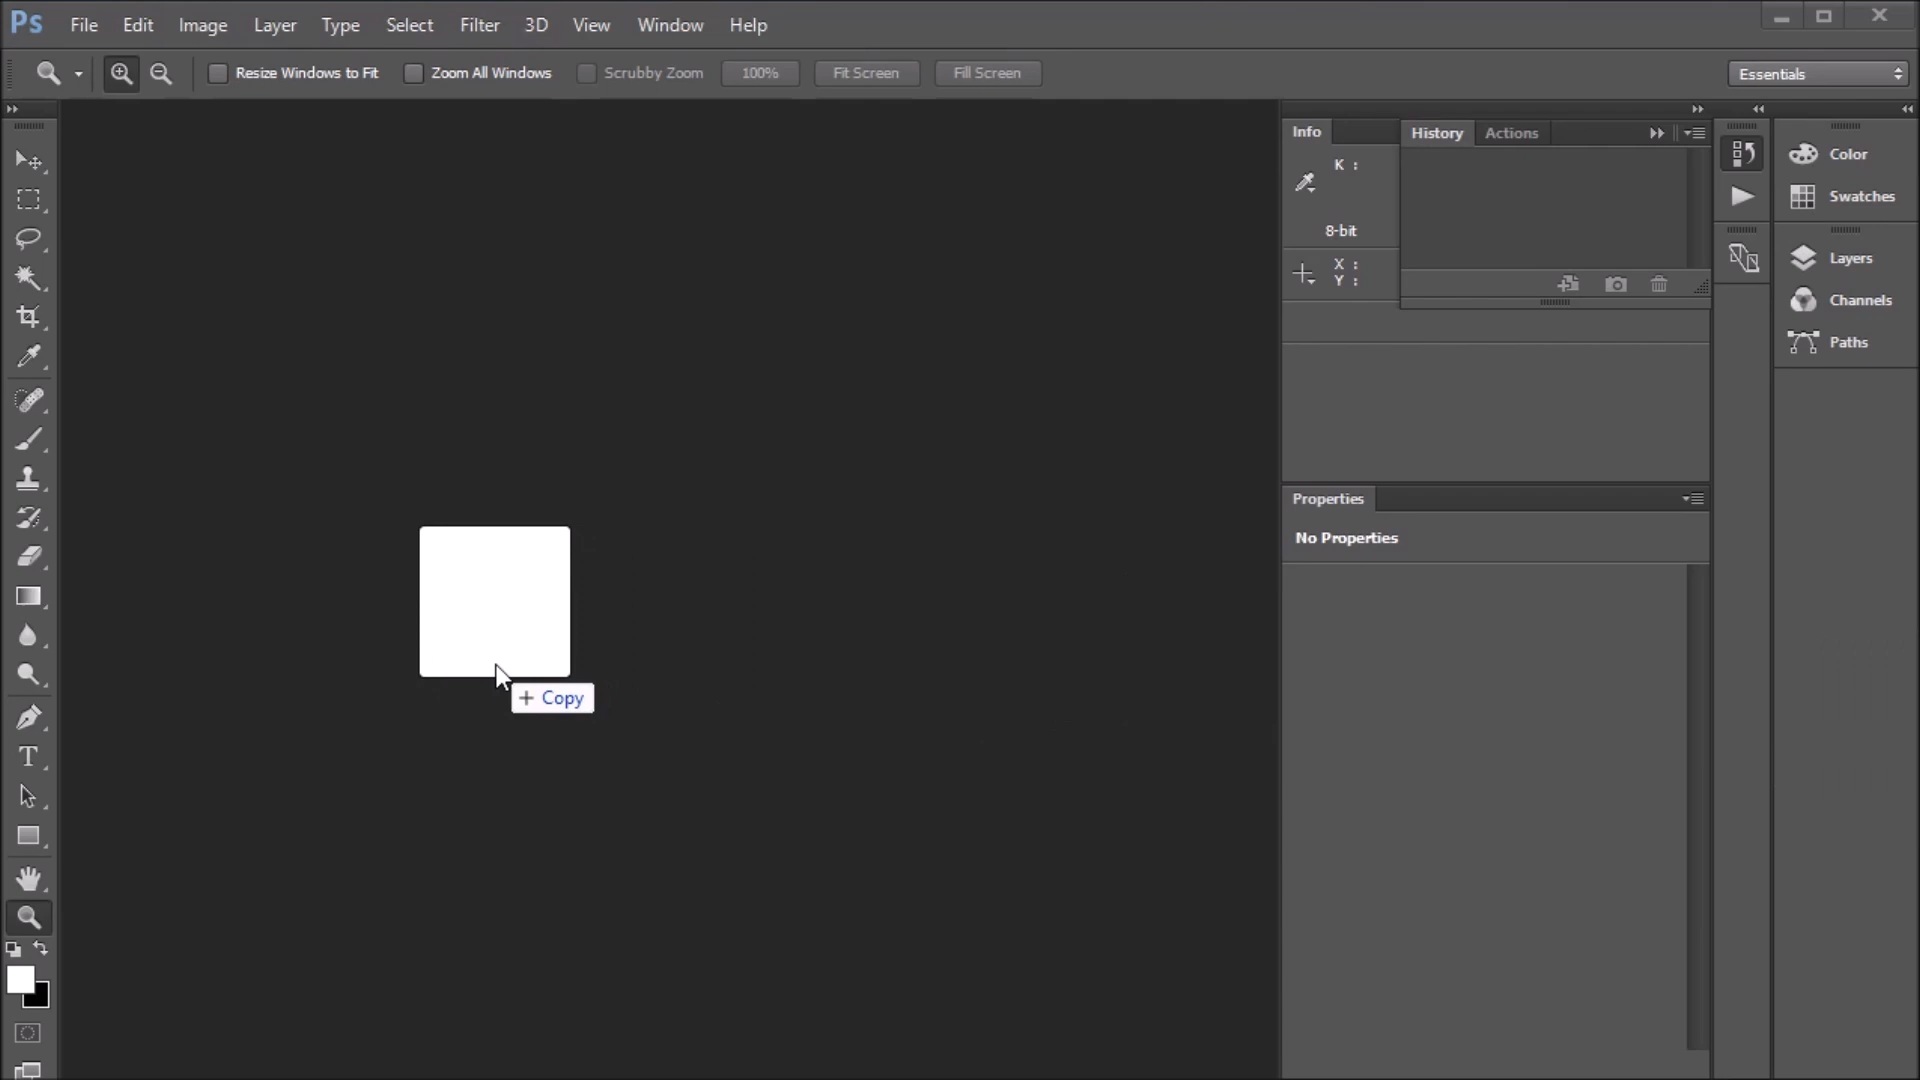 Ps File Edit Image Layer Type Select Filter 3D View Window Help
Resize Windows to Fit Zoom All Windows Scrubby Zoom 100% Fit Screen Fill Screen Essentials
Info History Actions
K :
8-bit
X :
Y :
Color
Swatches
Layers
Channels
Paths
Properties
No Properties
+ Copy
T